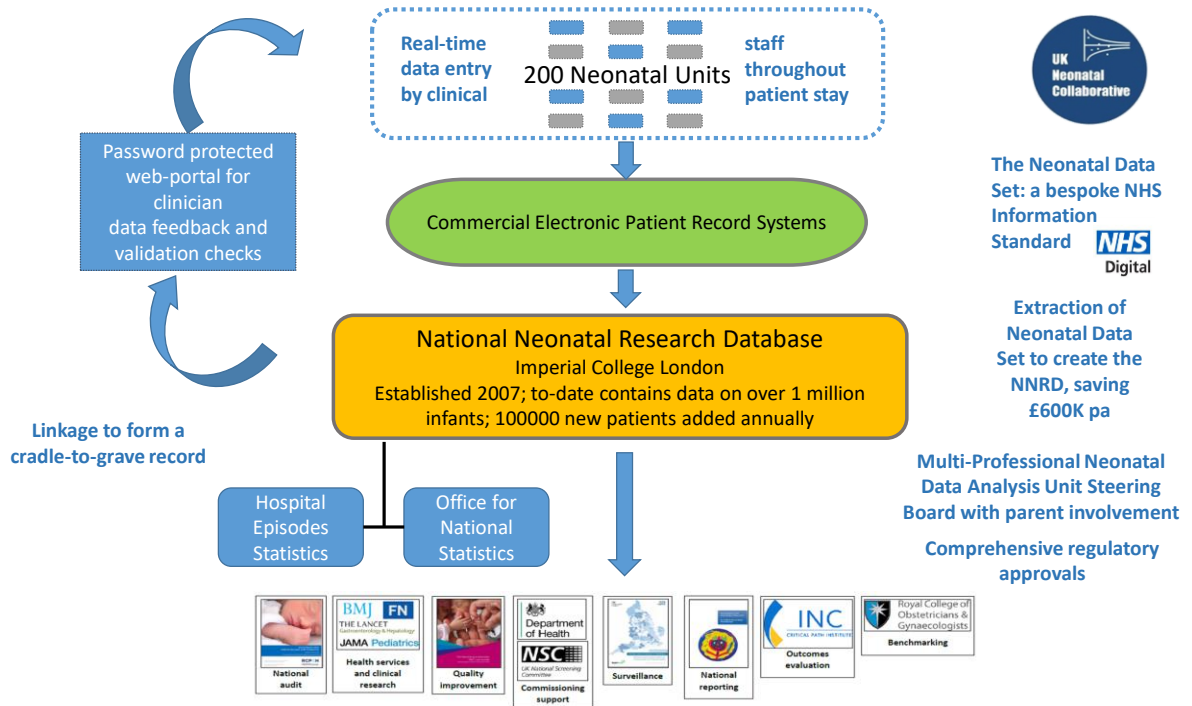 Real-time
data entry
by clinical
200 Neonatal Units
staff
throughout
patient stay
UK
Neonatal
Collaborative
Password protected
web-portal for
clinician
data feedback and
validation checks
Commercial Electronic Patient Record Systems
The Neonatal Data
Set: a bespoke NHS
Information
Standard
NHS
Digital
National Neonatal Research Database
Imperial College London
Established 2007; to-date contains data on over 1 million
infants; 100000 new patients added annually
Extraction of
Neonatal Data
Set to create the
NNRD, saving
£600K pa
Linkage to form a
cradle-to-grave record
Hospital
Episodes
Statistics
Office for
National
Statistics
Multi-Professional Neonatal
Data Analysis Unit Steering
Board with parent involvement
Comprehensive regulatory
approvals
National
audit
BMJ
FN
THE LANCET
Gastroenterology & Hepatology
JAMA Pediatrics
Health services
and clinical
research
Quality
improvement
Department
of Health
NSC
UK National Screening
Committee
Commissioning
support
Surveillance
National
reporting
INC
CRITICAL PATH INSTITUTE
Outcomes
evaluation
Royal College of
Obstetricians &
Gynaecologists
Benchmarking